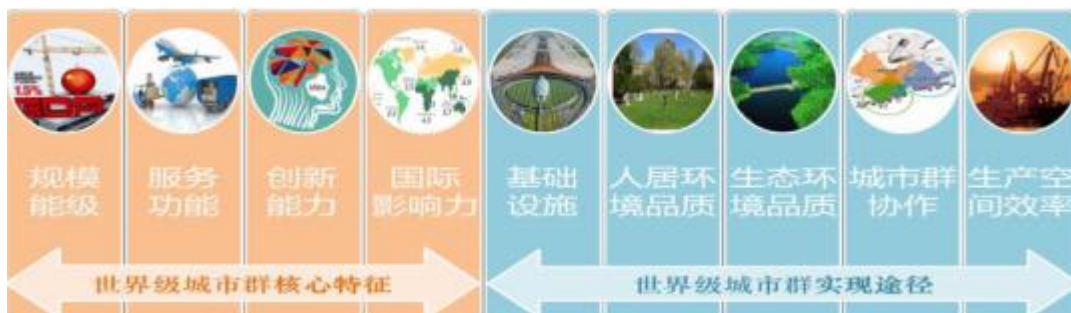 规模
能级
服务
功能
创新
能力
国际
影响力
基础
设施
人居环
境品质
生态环
境品质
城市群
协作
生产空
间效率
世界级城市群核心特征
世界级城市群实现途径